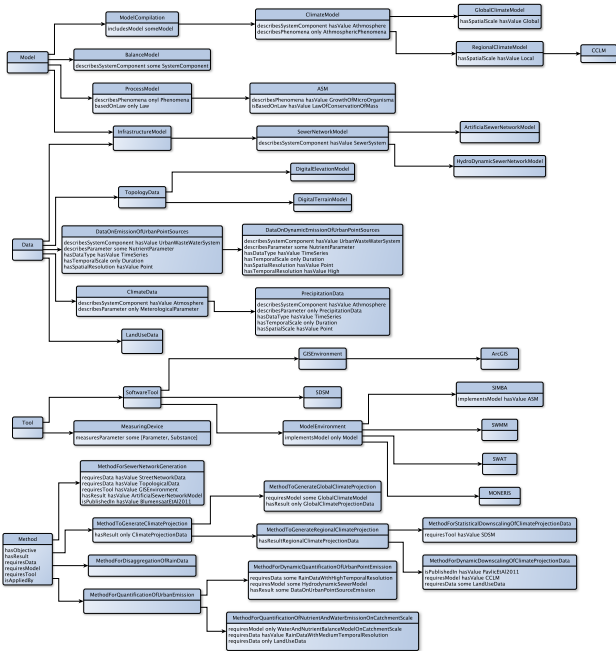 ModelCompilation
includesModel someModel
ClimateModel
describesSystemComponent hasValue Athmosphere
describesPhenomena only AthmosphericPhenomena
GlobalClimateModel
hasSpatialScale hasValue Global
RegionalClimateModel
hasSpatialScale hasValue Local
CCLM
Model
BalanceModel
describesSystemComponent some SystemComponent
ProcessModel
describesPhenomena onyl Phenomena
basedOnLaw only Law
ASM
describesPhenomena hasValue GrowthOfMicroOrganisms
isBasedOnLaw hasValue LawOfConservationOfMass
InfrastructureModel
SewerNetworkModel
describesSystemComponent hasValue SewerSystem
ArtificialSewerNetworkModel
HydroDynamicSewerNetworkModel
TopologyData
DigitalElevationModel
DigitalTerrainModel
Data
DataOnEmissionOfUrbanPointSources
describesSystemComponent hasValue UrbanWasteWaterSystem
describesParameter some NutrientParameter
hasDataType hasValue TimeSeries
hasTemporalScale only Duration
hasSpatialResolution hasValue Point
DataOnDynamicEmissionOfUrbanPointSources
describesSystemComponent hasValue UrbanWasteWaterSystem
describesParameter some NutrientParameter
hasDataType hasValue TimeSeries
hasTemporalScale only Duration
hasSpatialResolution hasValue Point
hasTemporalResolution hasValue High
ClimateData
describesSystemComponent hasValue Atmosphere
describesParameter only MeterologicalParameter
PrecipitationData
describesSystemComponent hasValue Athmosphere
describesParameter only PrecipitationData
hasDataType hasValue TimeSeries
hasTemporalScale only Duration
hasSpatialScale hasValue Point
LandUseData
GISEnvironment
ArcGIS
SoftwareTool
SDSM
SIMBA
implementsModel hasValue ASM
Tool
MeasuringDevice
measuresParameter some [Parameter, Substance]
ModelEnvironment
implementsModel only Model
SWMM
SWAT
MONERIS
MethodForSewerNetworkGeneration
requiresData hasValue StreetNetworkData
requiresData hasValue TopologicalData
requiresTool hasValue GISEnvironment
hasResult hasValue ArtificialSewerNetworkModel
isPublishedIn hasValue BlumensaatEtAl2011
MethodToGenerateGlobalClimateProjection
requiresModel some GlobalClimateModel
hasResult only GlobalClimateProjectionData
MethodToGenerateClimateProjection
hasResult only ClimateProjectionData
MethodToGenerateRegionalClimateProjection
hasResultRegionalClimateProjectionData
MethodForStatisticalDownscalingOfClimateProjectionData
requiresTool hasValue SDSM
Method
hasObjective
hasResult
requiresData
requiresModel
requiresTool
isAppliedBy
MethodForDisaggregationOfRainData
MethodForDynamicDownscalingOfClimateProjectionData
isPublishedIn hasValue PavlicEtAl2011
requiresModel hasValue CCLM
requiresData some LandUseData
MethodForDynamicQuantificationOfUrbanPointEmission
requiresData some RainDataWithHighTemporalResolution
requiresModel some HydrodynamicSewerModel
hasResult some DataOnUrbanPointSourceEmission
MethodForQuantificationOfUrbanEmission
MethodForQuantificationOfNutrientAndWaterEmissionOnCatchmentScale
requiresModel only WaterAndNutrientBalanceModelOnCatchmentScale
requiresData hasValue RainDataWithMediumTemporalResolution
requiresData only LandUseData